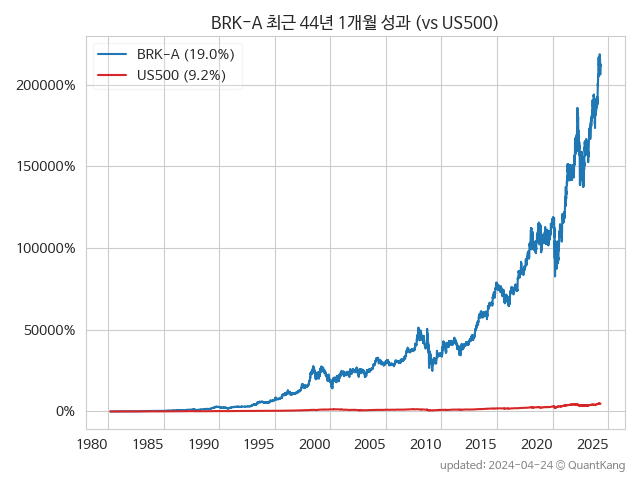 BRK-A 최근 44년 1개월 성과 (vs US500)
BRK-A (19.0%)
US500 (9.2%)
200000%
150000%
100000%
50000%
0%
1980 1985 1990 1995 2000 2005 2010 2015 2020 2025
updated: 2024-04-24 © QuantKang